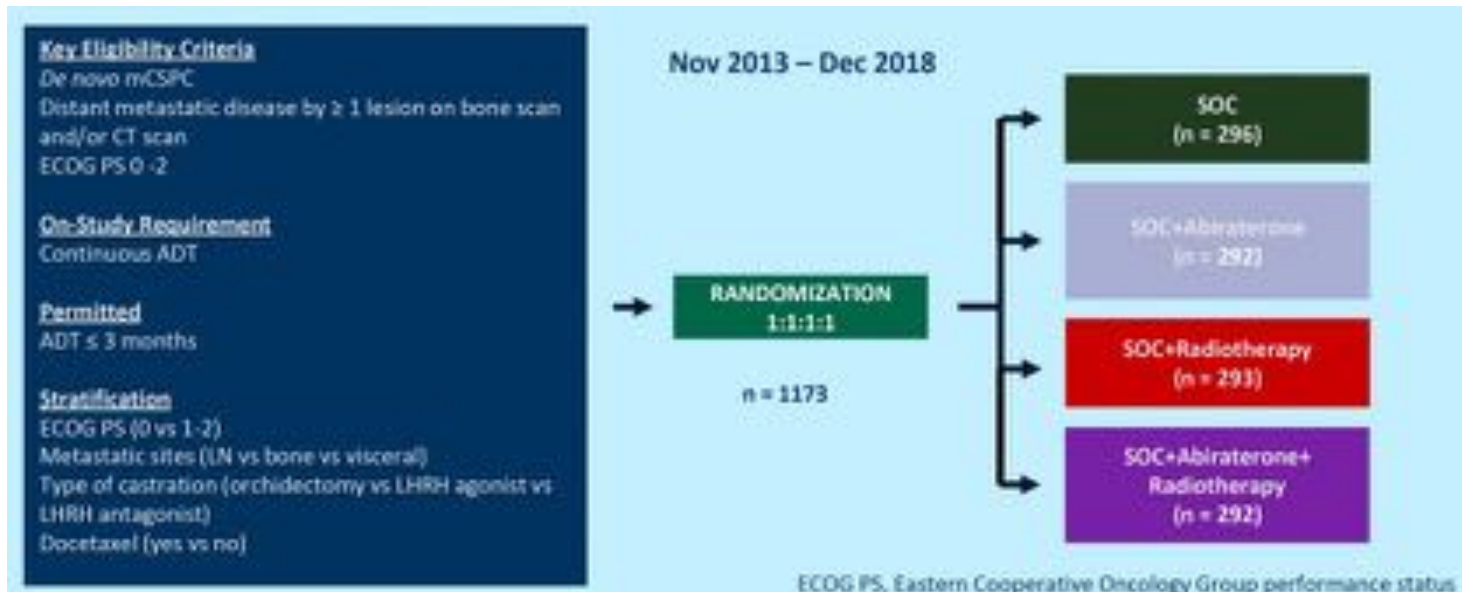 Key Eligibility Criteria
De novo mCSPC
Distant metastatic disease by ≥ 1 lesion on bone scan
and/or CT scan
ECOG PS 0 -2
On-Study Requirement
Continuous ADT
Permitted
ADT ≤ 3 months
Stratification
ECOG PS (0 vs 1-2)
Metastatic sites (LN vs bone vs visceral)
Type of castration (orchidectomy vs LHRH agonist vs
LHRH antagonist)
Docetaxel (yes vs no)
Nov 2013 – Dec 2018
RANDOMIZATION
1:1:1:1
n = 1173
SOC
(n = 296)
SOC+Abiraterone
(n = 292)
SOC+Radiotherapy
(n = 293)
SOC+Abiraterone+
Radiotherapy
(n = 292)
ECOG PS, Eastern Cooperative Oncology Group performance status